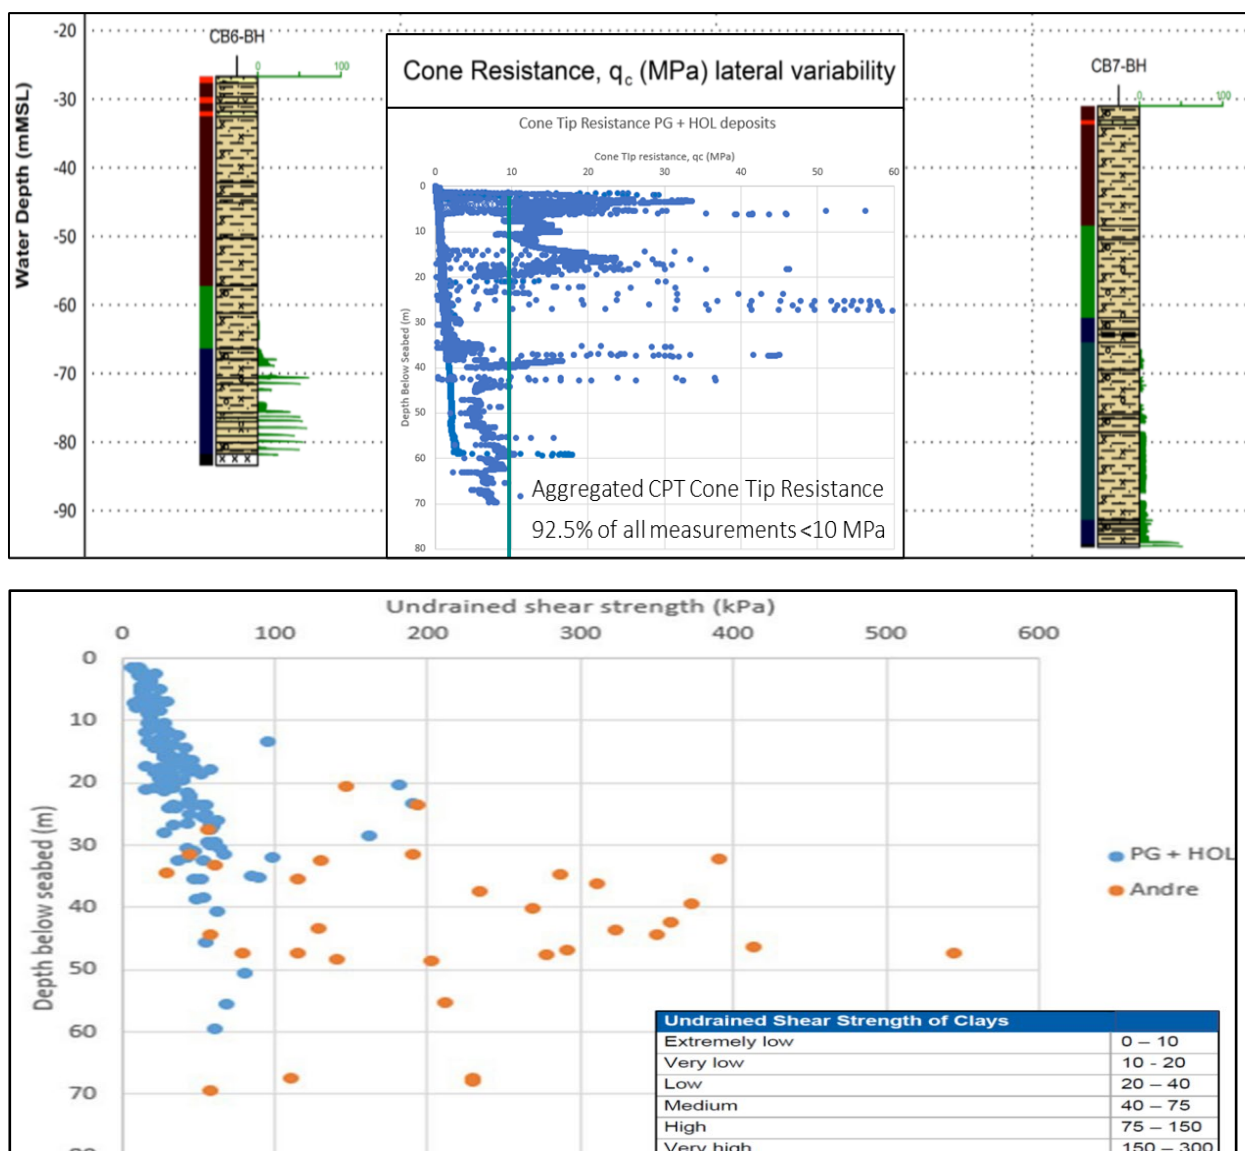 CB6-BH
0
100
Water Depth (mMSL)
-20
-30
-40
-50
-60
-70
-80
-90
Cone Resistance, qc (MPa) lateral variability
Cone Tip Resistance PG + HOL deposits
Cone TIp resistance, qc (MPa)
0 10 20 30 40 50 60
Depth Below Seabed (m)
0
10
20
30
40
50
60
70
80
Aggregated CPT Cone Tip Resistance
92.5% of all measurements <10 MPa
CB7-BH
0
100
Undrained shear strength (kPa)
0 100 200 300 400 500 600
Depth below seabed (m)
0
10
20
30
40
50
60
70
PG + HOL
Andre
Undrained Shear Strength of Clays
Extremely low 0 – 10
Very low 10 - 20
Low 20 – 40
Medium 40 – 75
High 75 – 150
Very high 150 – 300